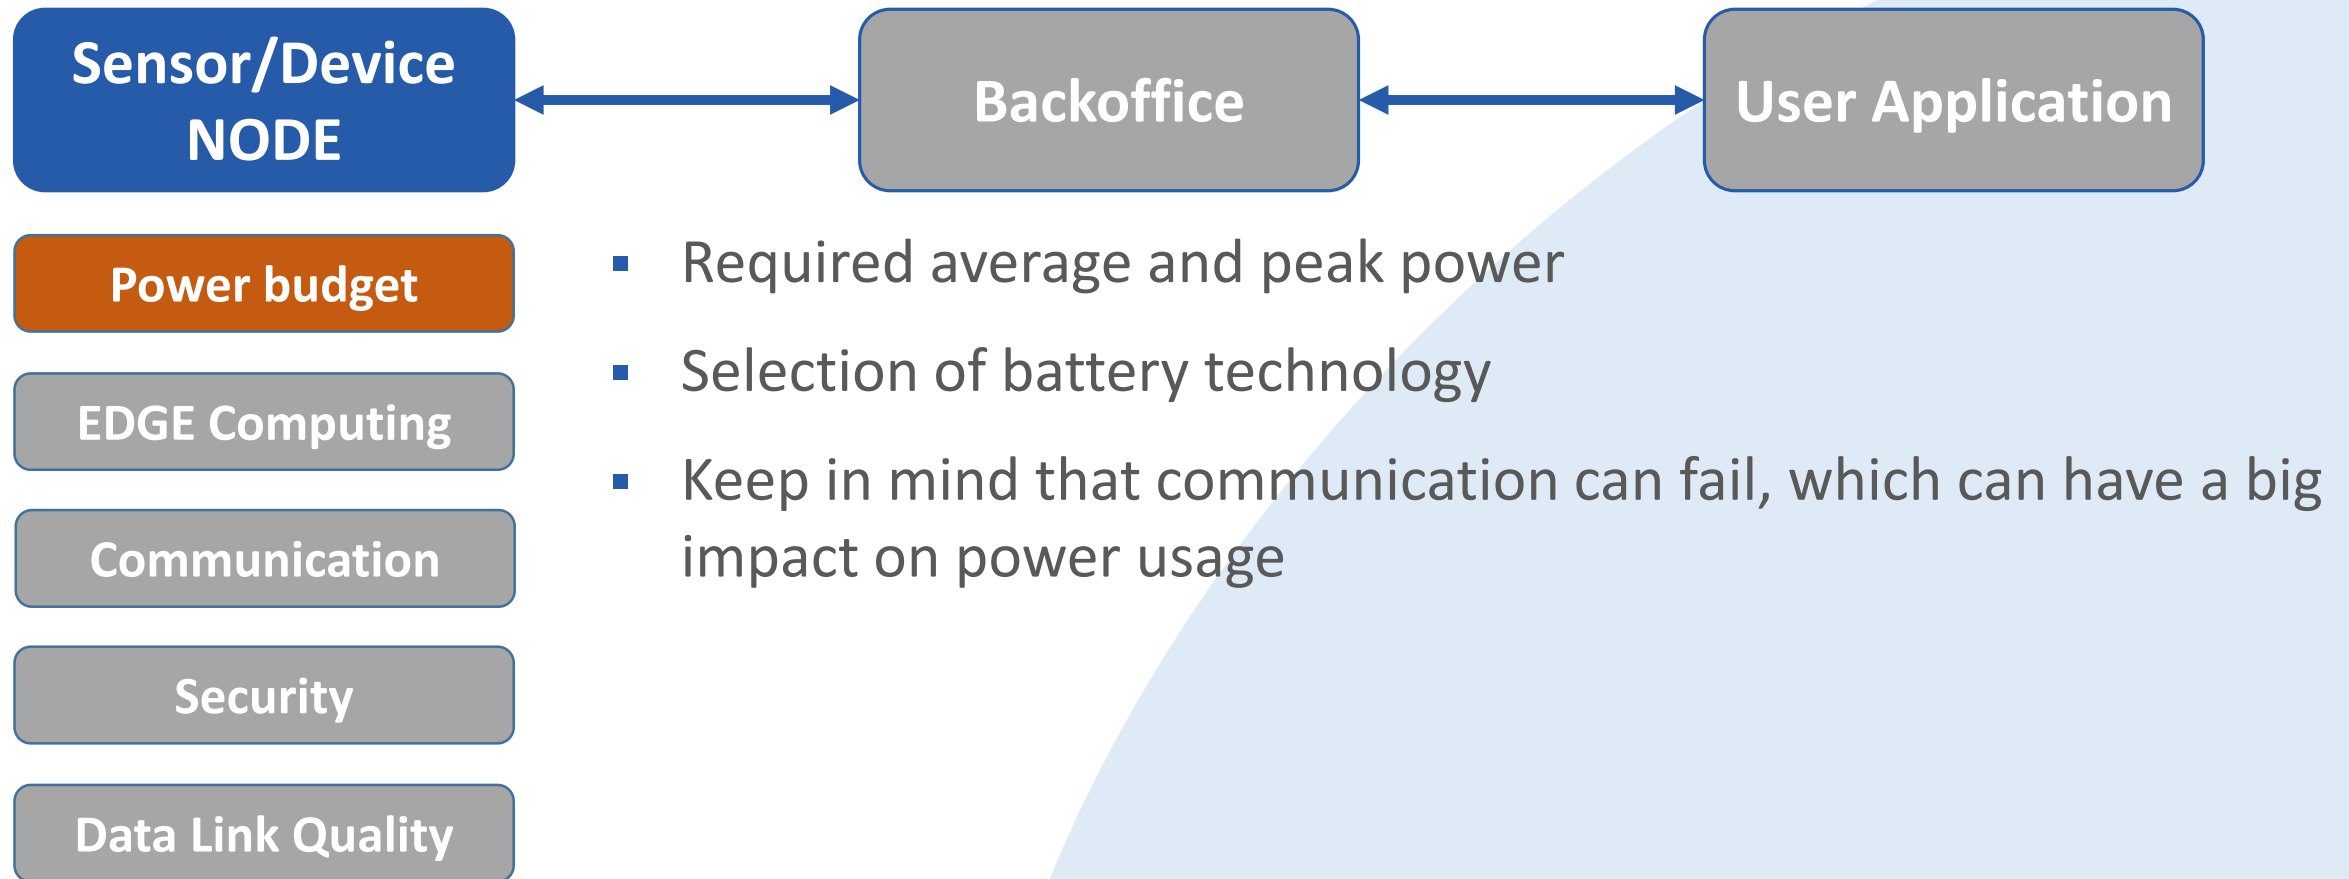 Sensor/Device
NODE
Backoffice
User Application
Power budget
EDGE Computing
Communication
Security
Data Link Quality
▪ Required average and peak power
▪ Selection of battery technology
▪ Keep in mind that communication can fail, which can have a big
impact on power usage